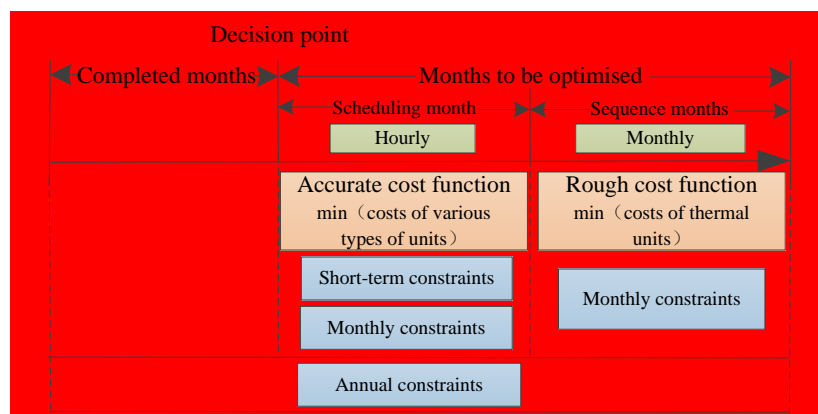 Decision point
Completed months
Months to be optimised
Scheduling month
Sequence months
Hourly
Monthly
Accurate cost function
min（costs of various
types of units）
Rough cost function
min（costs of thermal
units）
Short-term constraints
Monthly constraints
Monthly constraints
Annual constraints